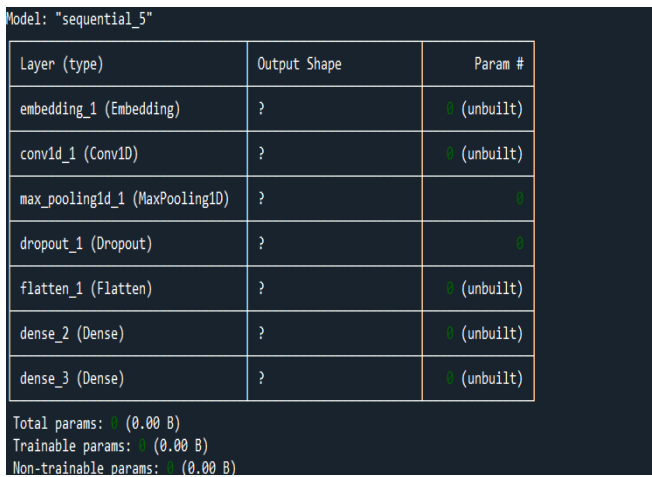 Model: "sequential_5"
Layer (type) Output Shape Param #
embedding_1 (Embedding) ? 0 (unbuilt)
conv1d_1 (Conv1D) ? 0 (unbuilt)
max_pooling1d_1 (MaxPooling1D) ? 0
dropout_1 (Dropout) ? 0
flatten_1 (Flatten) ? 0 (unbuilt)
dense_2 (Dense) ? 0 (unbuilt)
dense_3 (Dense) ? 0 (unbuilt)
Total params: 0 (0.00 B)
Trainable params: 0 (0.00 B)
Non-trainable params: 0 (0.00 B)